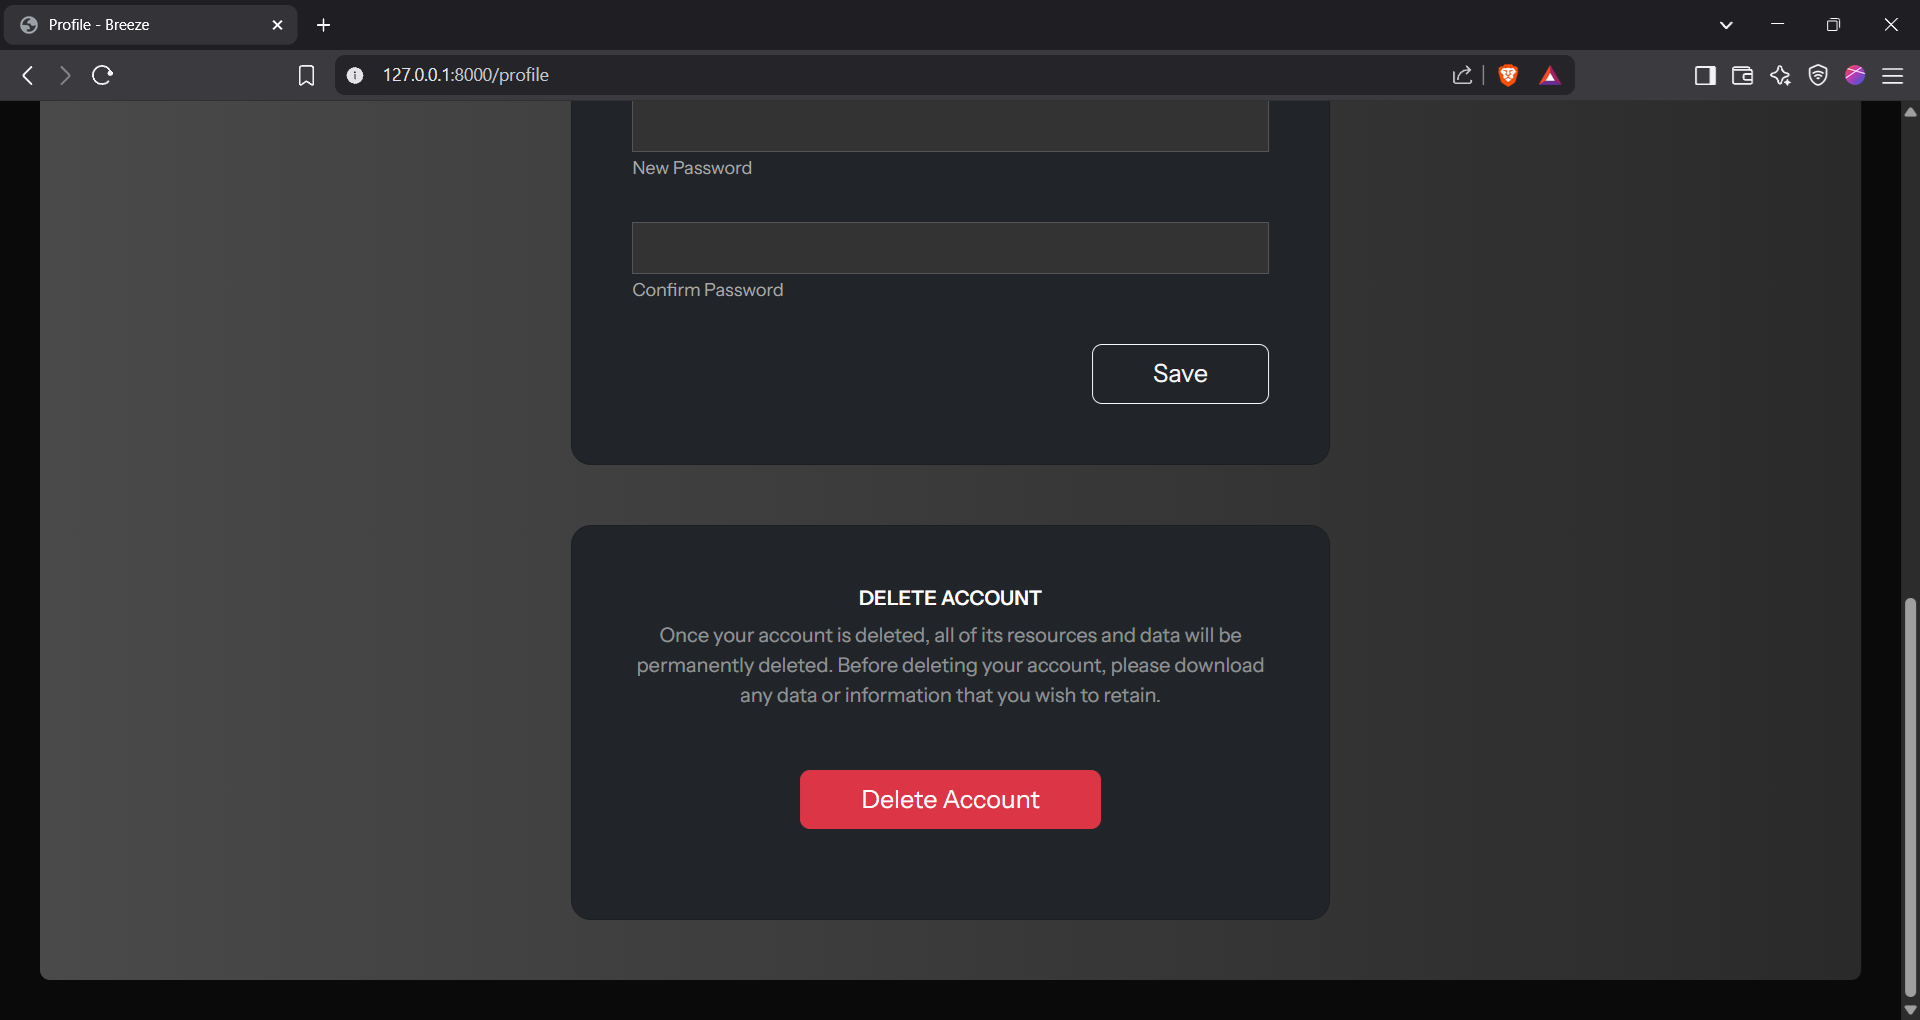 Profile - Breeze
127.0.0.1:8000/profile
New Password
Confirm Password
Save
DELETE ACCOUNT
Once your account is deleted, all of its resources and data will be
permanently deleted. Before deleting your account, please download
any data or information that you wish to retain.
Delete Account